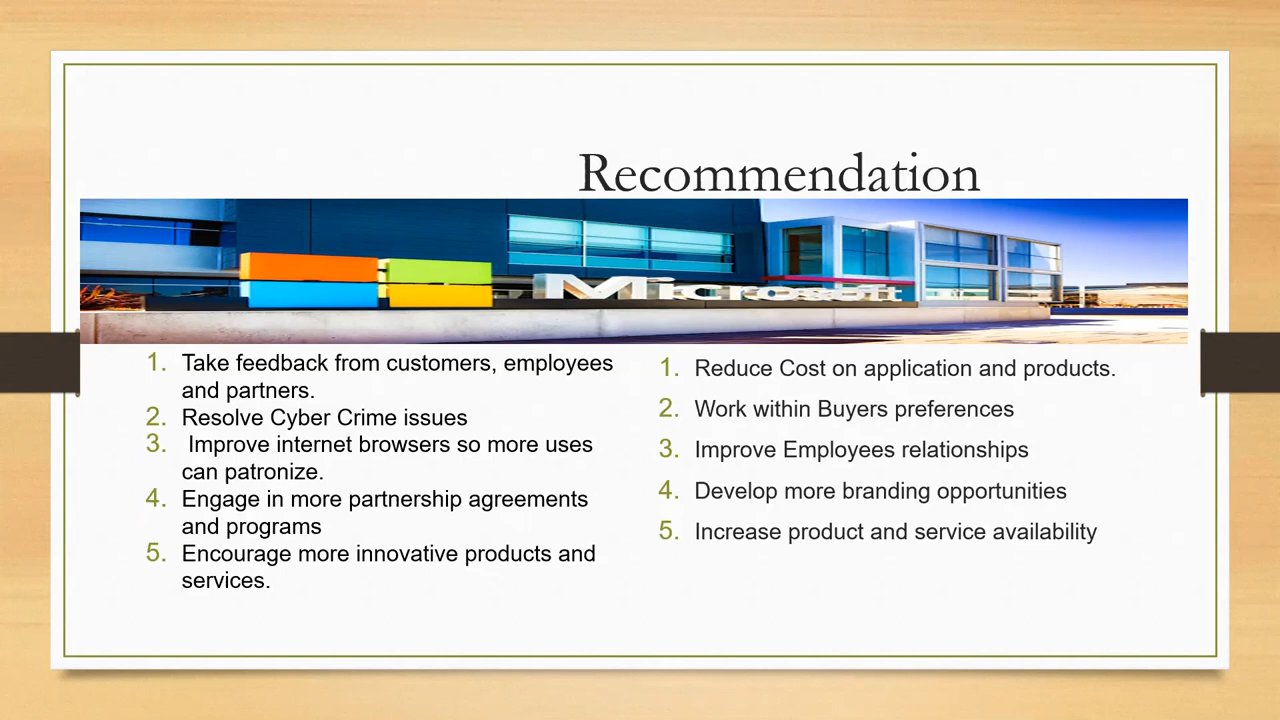 Recommendation
Microsoft
1. Take feedback from customers, employees
and partners.
2. Resolve Cyber Crime issues
3. Improve internet browsers so more uses
can patronize.
4. Engage in more partnership agreements
and programs
5. Encourage more innovative products and
services.
1. Reduce Cost on application and products.
2. Work within Buyers preferences
3. Improve Employees relationships
4. Develop more branding opportunities
5. Increase product and service availability